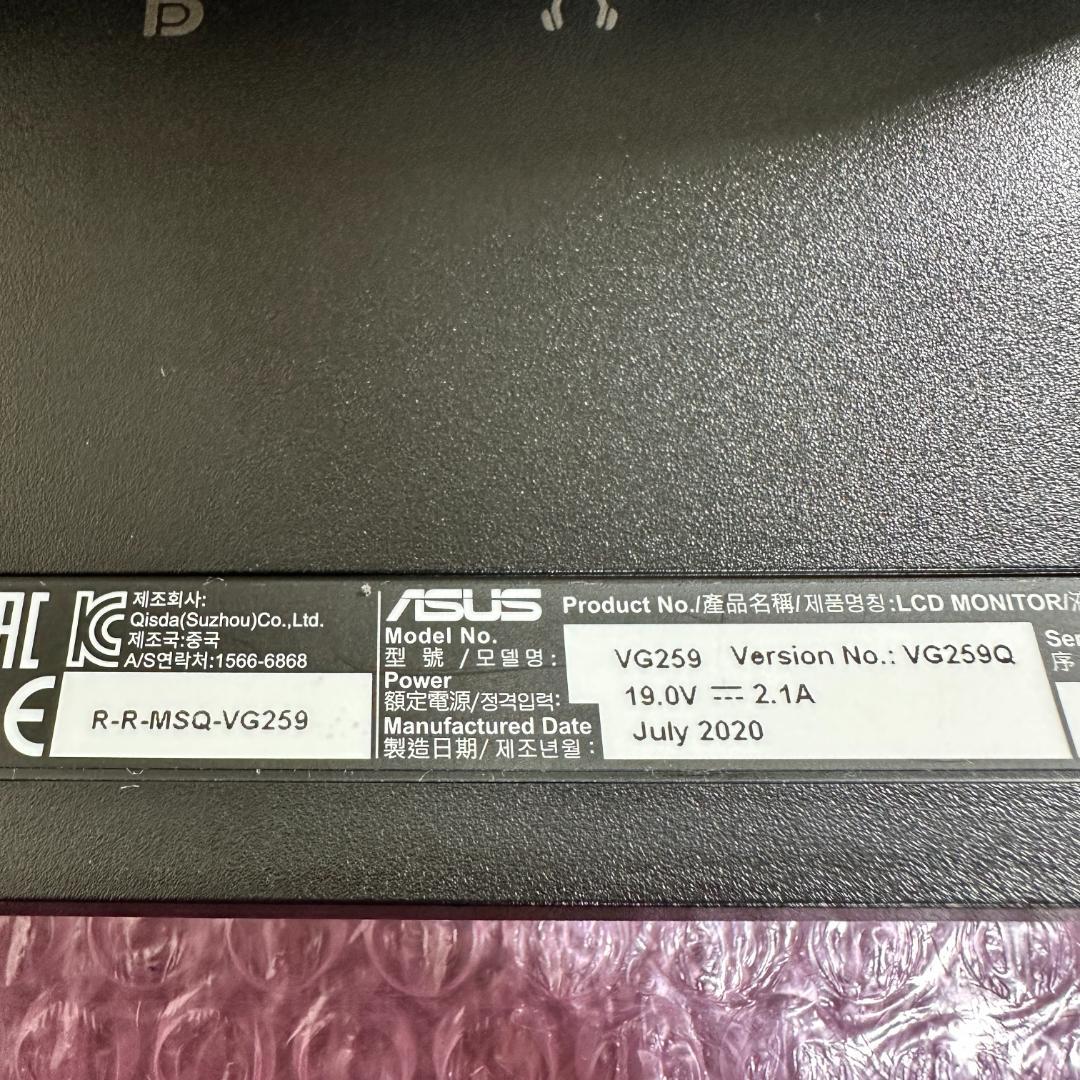 EAC
제조회사:
Qisda(Suzhou)Co.,Ltd.
제조국:중국
A/S연락처:1566-6868
R-R-MSQ-VG259
ASUS
Product No./產品名稱/제품명칭:LCD MONITOR/
Model No.
型 號 /모델명:
VG259 Version No.: VG259Q
Power
額定電源/정격입력:
19.0V ⎓ 2.1A
Manufactured Date
製造日期/ 제조년월 :
July 2020
Ser
序